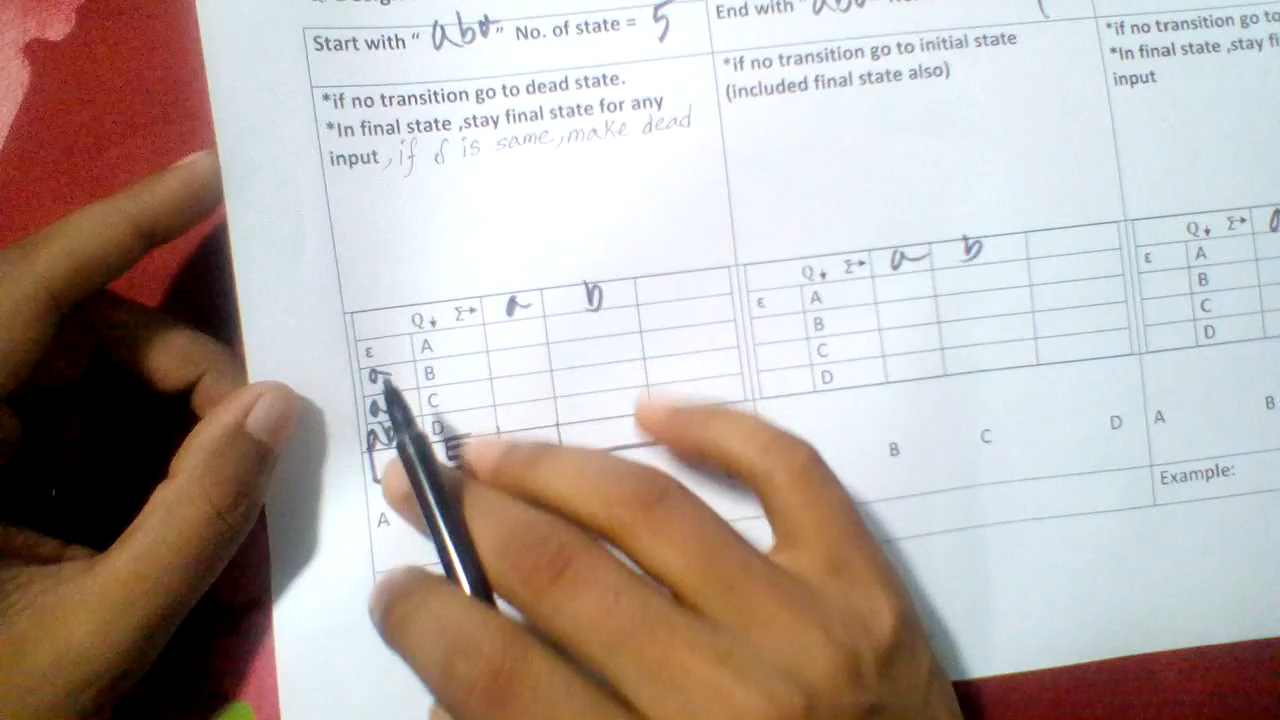 Start with “ aba” No. of state = 5
*if no transition go to dead state.
*In final state ,stay final state for any
input , if δ is same, make dead
Q↓ Σ→ a b
ε A
a B
C
D
E
A
End with “
*if no transition go to initial state
(included final state also)
Q↓ Σ→ a b
ε A
B
C
D
B C D
*if no transition go to
*In final state ,stay fi
input
Q↓ Σ→ a
ε A
B
C
D
A B
Example: